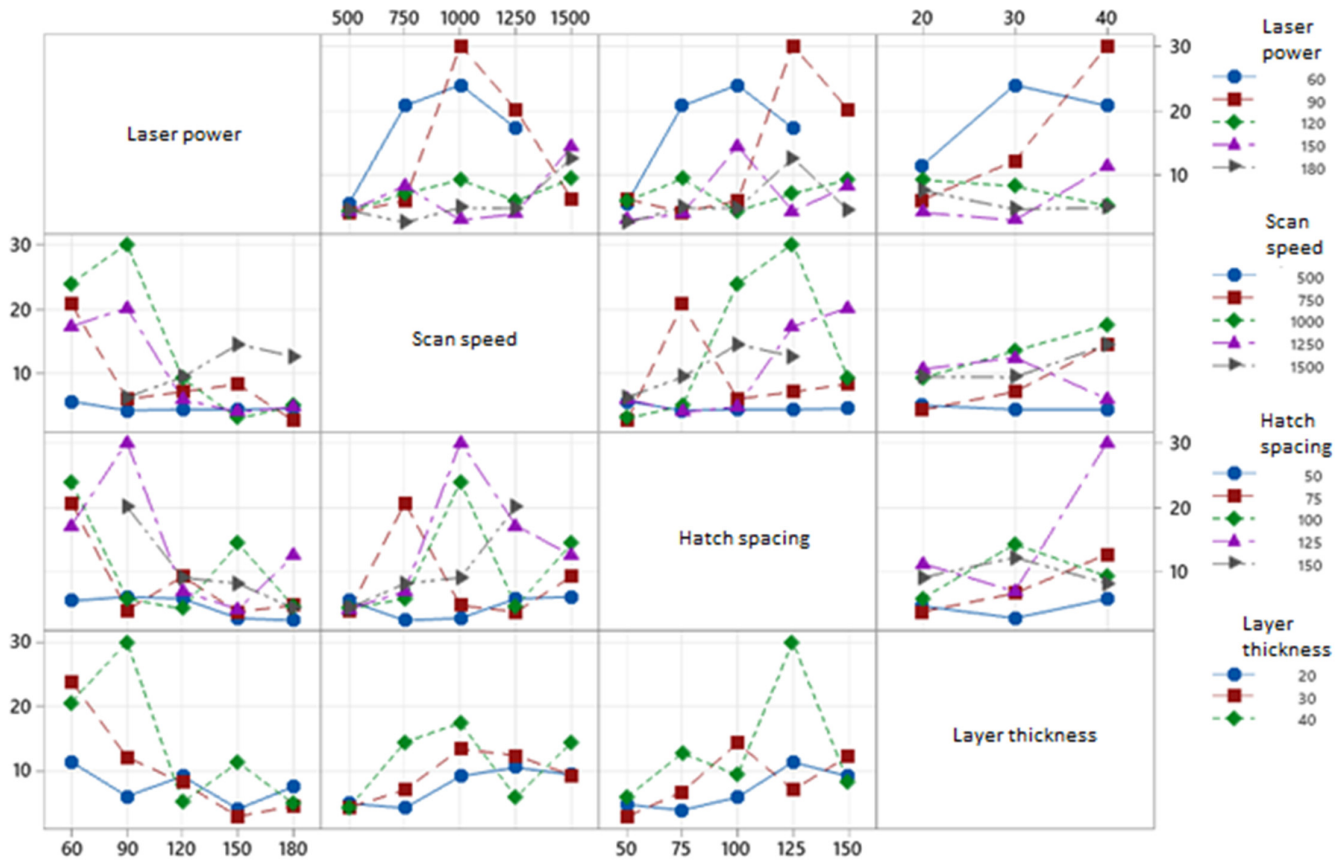 500 750 1000 1250 1500
20 30 40
Laser power
30
20
10
Laser
power
60
90
120
150
180
30
20
10
Scan speed
Scan
speed
500
750
1000
1250
1500
Hatch spacing
30
20
10
Hatch
spacing
50
75
100
125
150
30
20
10
Layer thickness
Layer
thickness
20
30
40
60 90 120 150 180
50 75 100 125 150